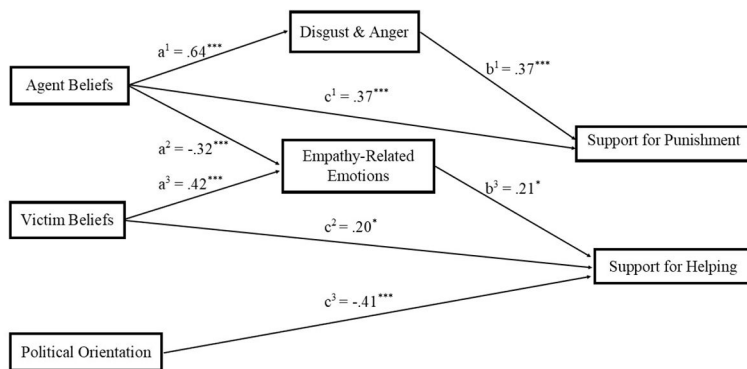 Disgust & Anger
a¹ = .64***
b¹ = .37***
Agent Beliefs
c¹ = .37***
Support for Punishment
a² = -.32***
Empathy-Related
Emotions
a³ = .42***
b³ = .21*
Victim Beliefs
c² = .20*
Support for Helping
c³ = -.41***
Political Orientation